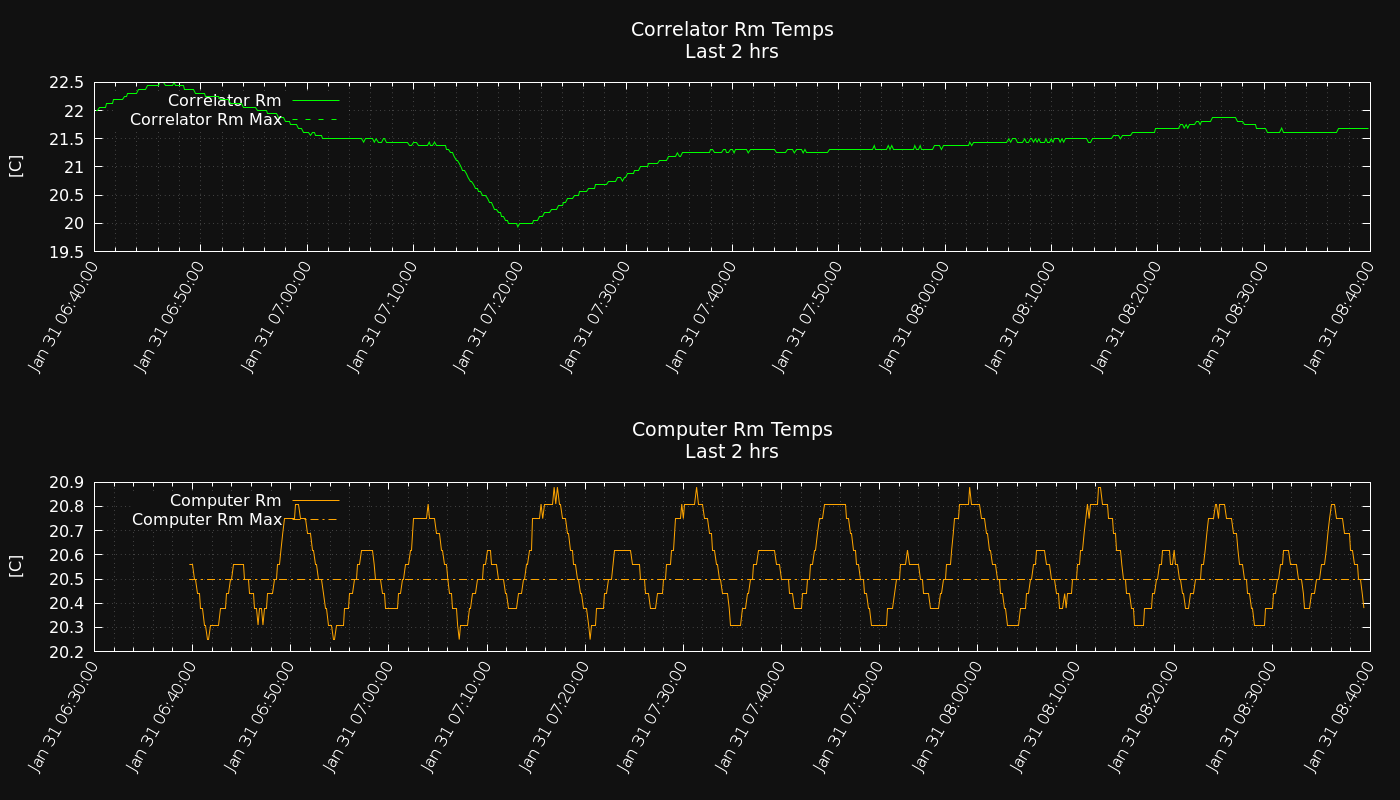 Correlator Rm Temps
Last 2 hrs
22.5
22
21.5
21
20.5
20
19.5
[C]
Correlator Rm
Correlator Rm Max
Jan 31 06:40:00
Jan 31 06:50:00
Jan 31 07:00:00
Jan 31 07:10:00
Jan 31 07:20:00
Jan 31 07:30:00
Jan 31 07:40:00
Jan 31 07:50:00
Jan 31 08:00:00
Jan 31 08:10:00
Jan 31 08:20:00
Jan 31 08:30:00
Jan 31 08:40:00
Computer Rm Temps
Last 2 hrs
20.9
20.8
20.7
20.6
20.5
20.4
20.3
20.2
[C]
Computer Rm
Computer Rm Max
Jan 31 06:30:00
Jan 31 06:40:00
Jan 31 06:50:00
Jan 31 07:00:00
Jan 31 07:10:00
Jan 31 07:20:00
Jan 31 07:30:00
Jan 31 07:40:00
Jan 31 07:50:00
Jan 31 08:00:00
Jan 31 08:10:00
Jan 31 08:20:00
Jan 31 08:30:00
Jan 31 08:40:00